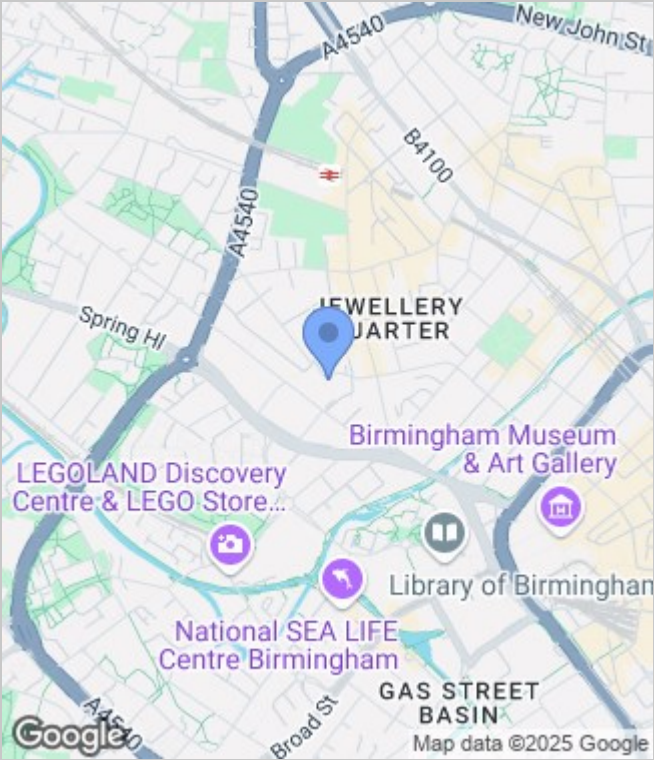 A4540
New John St
B4100
A4540
JEWELLERY
QUARTER
Spring Hl
Birmingham Museum
& Art Gallery
LEGOLAND Discovery
Centre & LEGO Store...
Library of Birmingham
National SEA LIFE
Centre Birmingham
GAS STREET
BASIN
A4540
Broad St
Google
Map data ©2025 Google